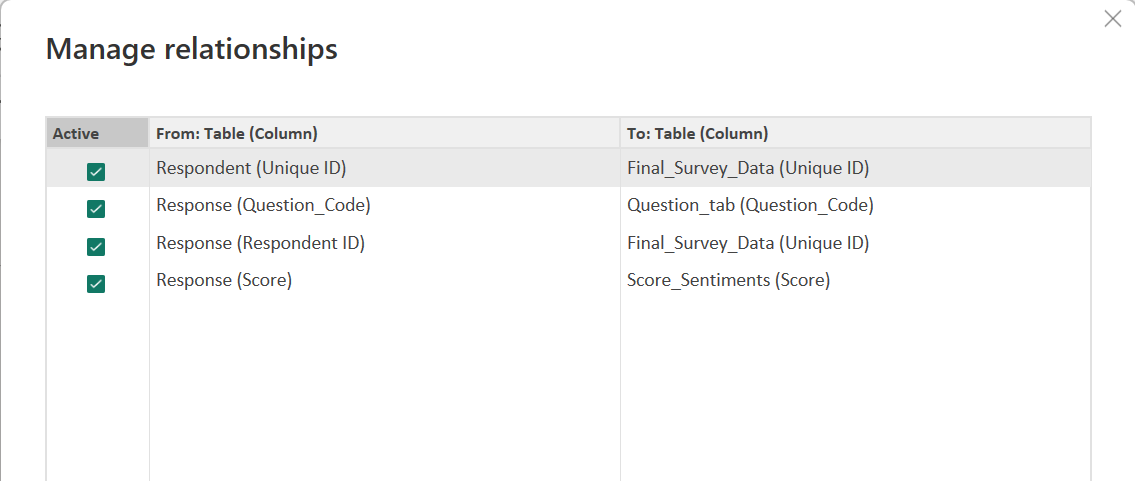 Manage relationships
Active From: Table (Column) To: Table (Column)
Respondent (Unique ID) Final_Survey_Data (Unique ID)
Response (Question_Code) Question_tab (Question_Code)
Response (Respondent ID) Final_Survey_Data (Unique ID)
Response (Score) Score_Sentiments (Score)